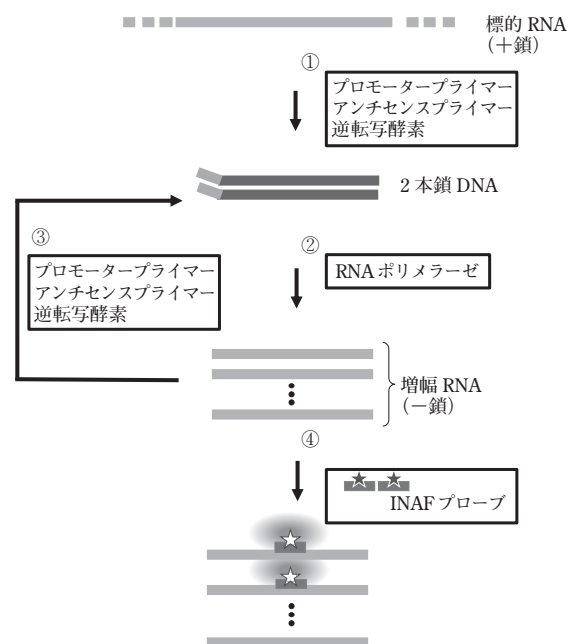 標的 RNA
(＋鎖)
①
プロモータープライマー
アンチセンスプライマー
逆転写酵素
2 本鎖 DNA
③
プロモータープライマー
アンチセンスプライマー
逆転写酵素
②
RNA ポリメラーゼ
増幅 RNA
(－鎖)
④
INAF プローブ